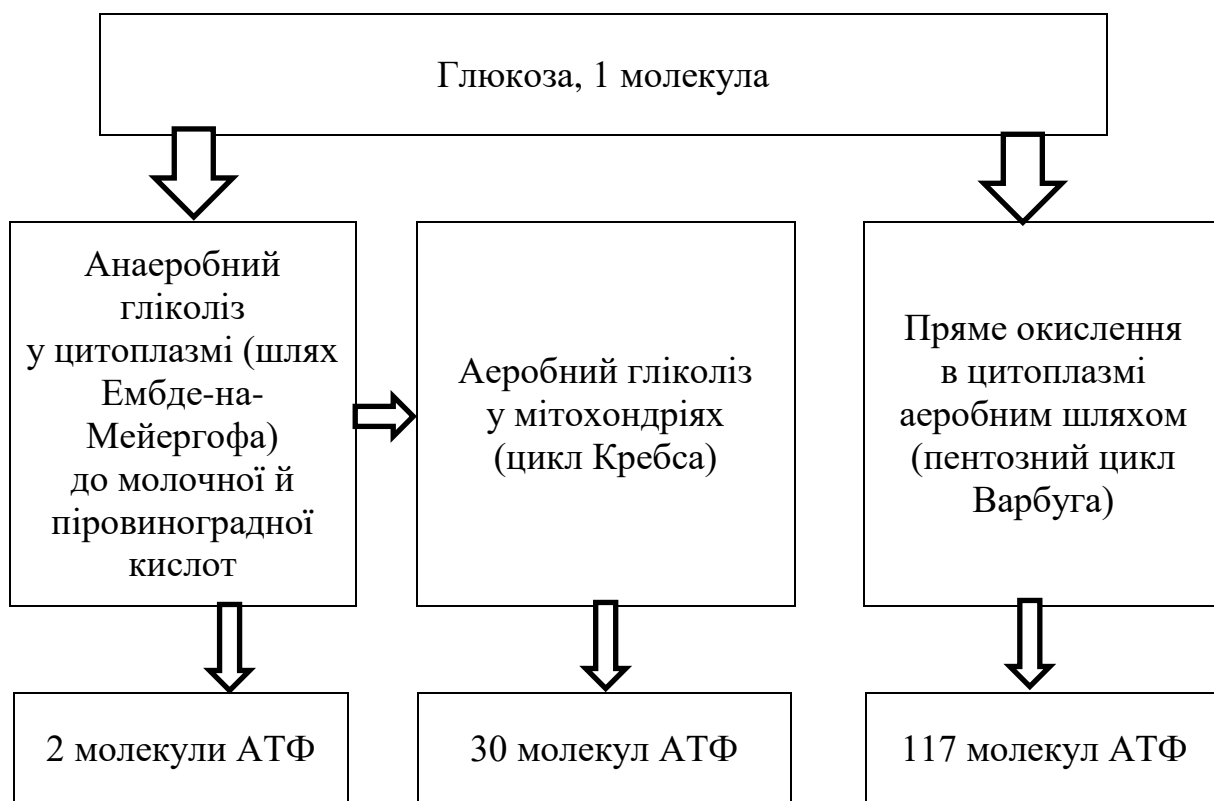 Глюкоза, 1 молекула
Анаеробний
гліколіз
у цитоплазмі (шлях
Ембде-на-
Мейергофа)
до молочної й
піровиноградної
кислот
Аеробний гліколіз
у мітохондріях
(цикл Кребса)
Пряме окислення
в цитоплазмі
аеробним шляхом
(пентозний цикл
Варбуга)
2 молекули АТФ
30 молекул АТФ
117 молекул АТФ